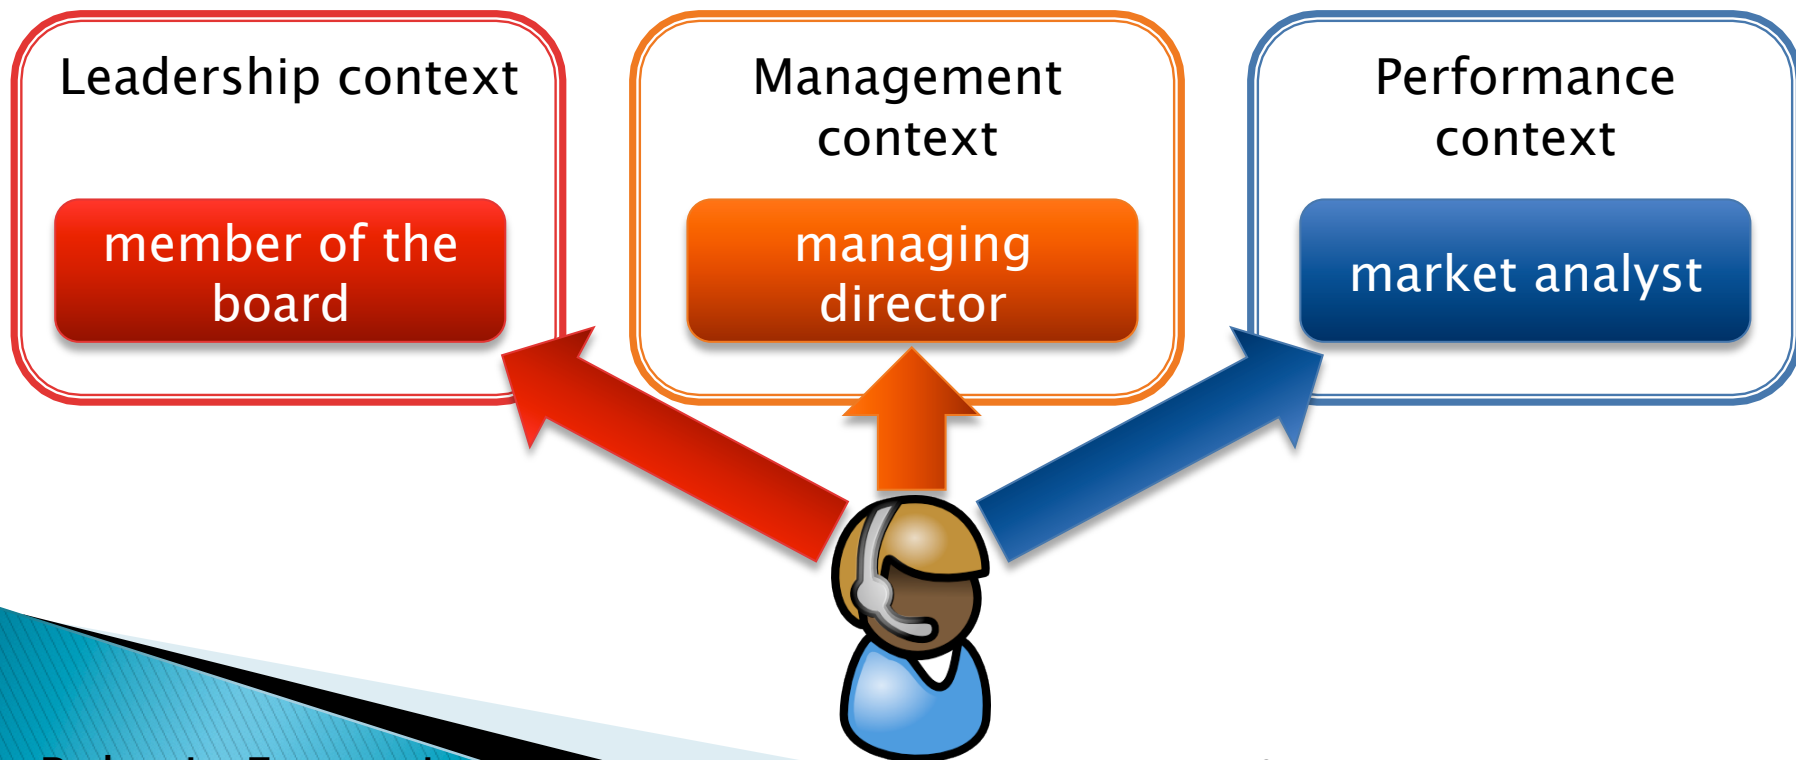 Leadership context
member of the
board
Management
context
managing
director
Performance
context
market analyst